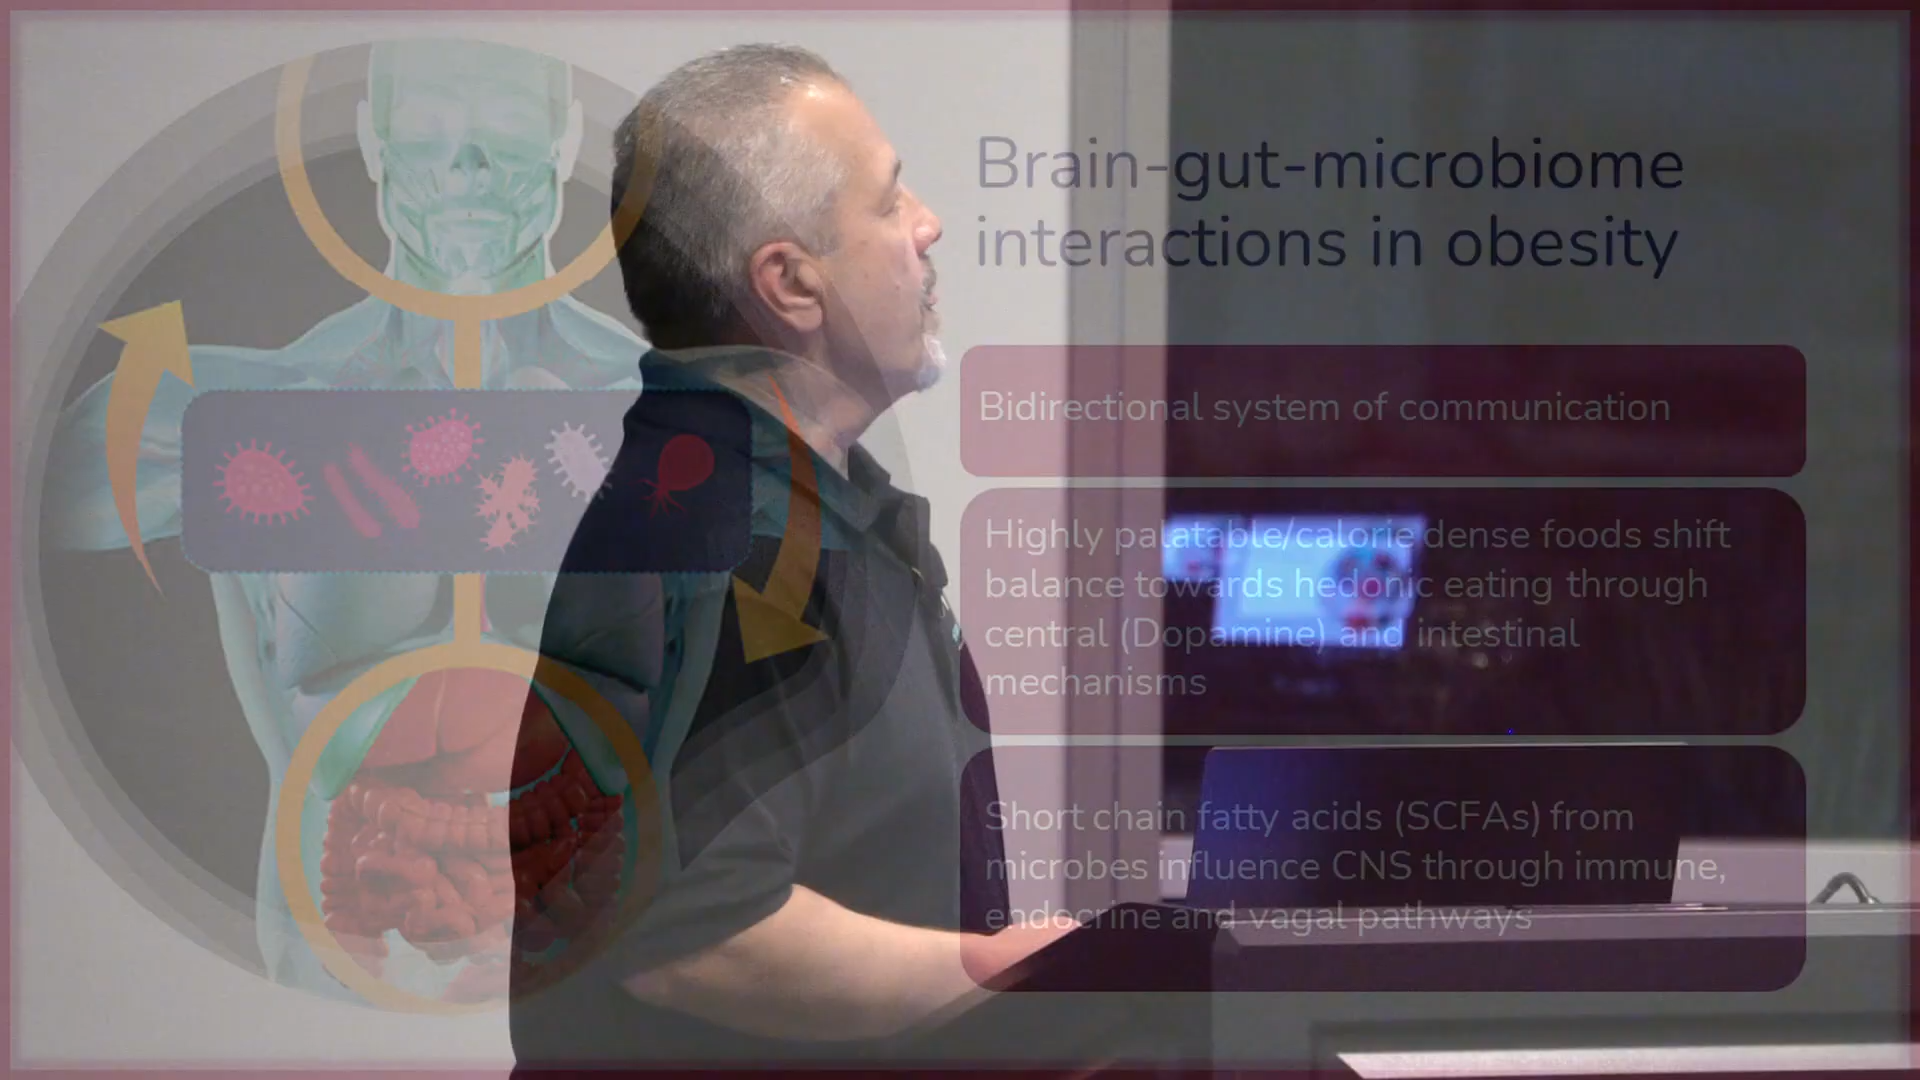 Brain-gut-microbiome
interactions in obesity
Bidirectional system of communication
Highly palatable/calorie dense foods shift
balance towards hedonic eating through
central (Dopamine) and intestinal
mechanisms
Short chain fatty acids (SCFAs) from
microbes influence CNS through immune,
endocrine and vagal pathways